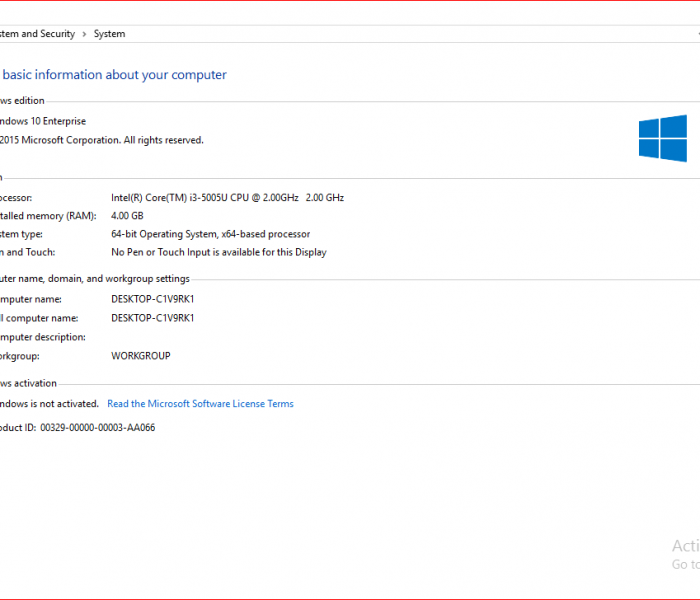 stem and Security > System
basic information about your computer
ws edition
ndows 10 Enterprise
2015 Microsoft Corporation. All rights reserved.
ocessor: Intel(R) Core(TM) i3-5005U CPU @ 2.00GHz 2.00 GHz
talled memory (RAM): 4.00 GB
stem type: 64-bit Operating System, x64-based processor
n and Touch: No Pen or Touch Input is available for this Display
uter name, domain, and workgroup settings
mputer name: DESKTOP-C1V9RK1
ll computer name: DESKTOP-C1V9RK1
mputer description:
orkgroup: WORKGROUP
ws activation
ndows is not activated. Read the Microsoft Software License Terms
oduct ID: 00329-00000-00003-AA066
Acti
Go to